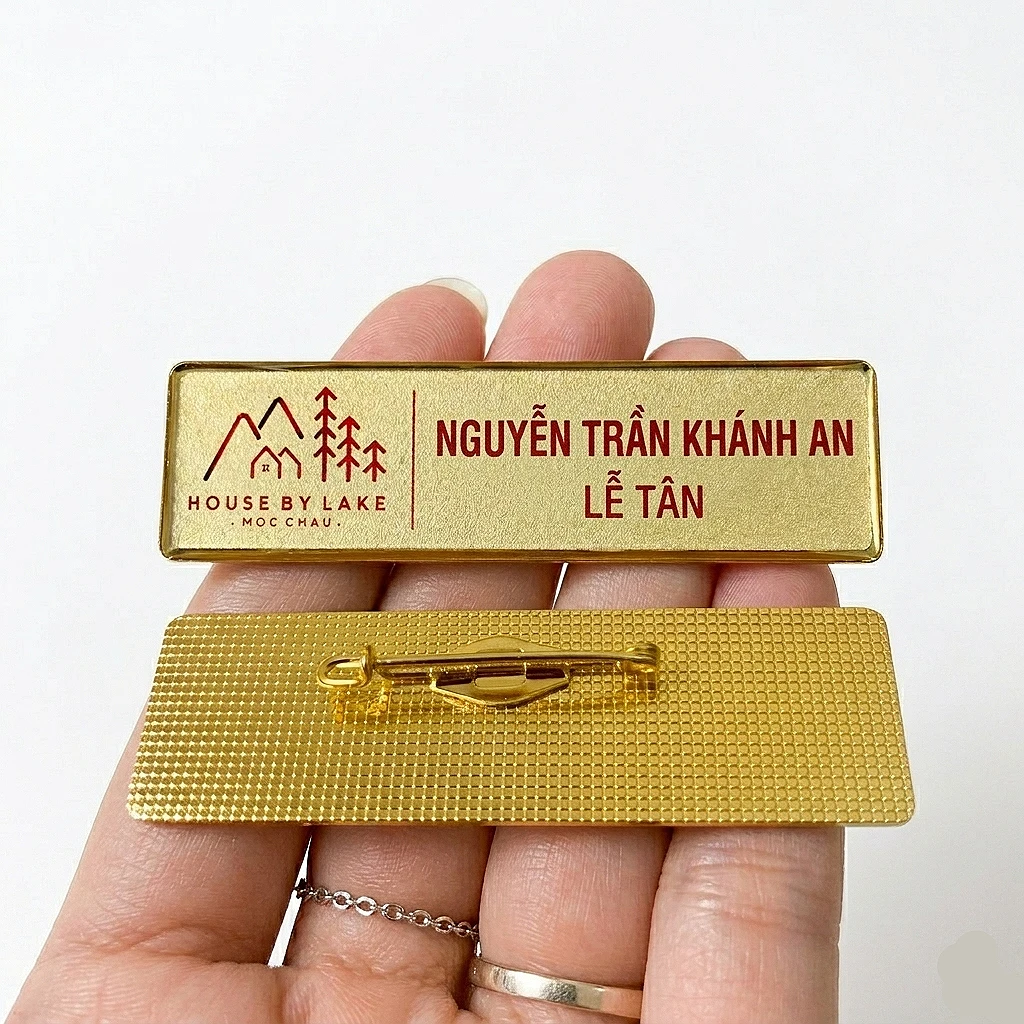 HOUSE BY LAKE
· MOC CHAU ·
NGUYỄN TRẦN KHÁNH AN
LỄ TÂN